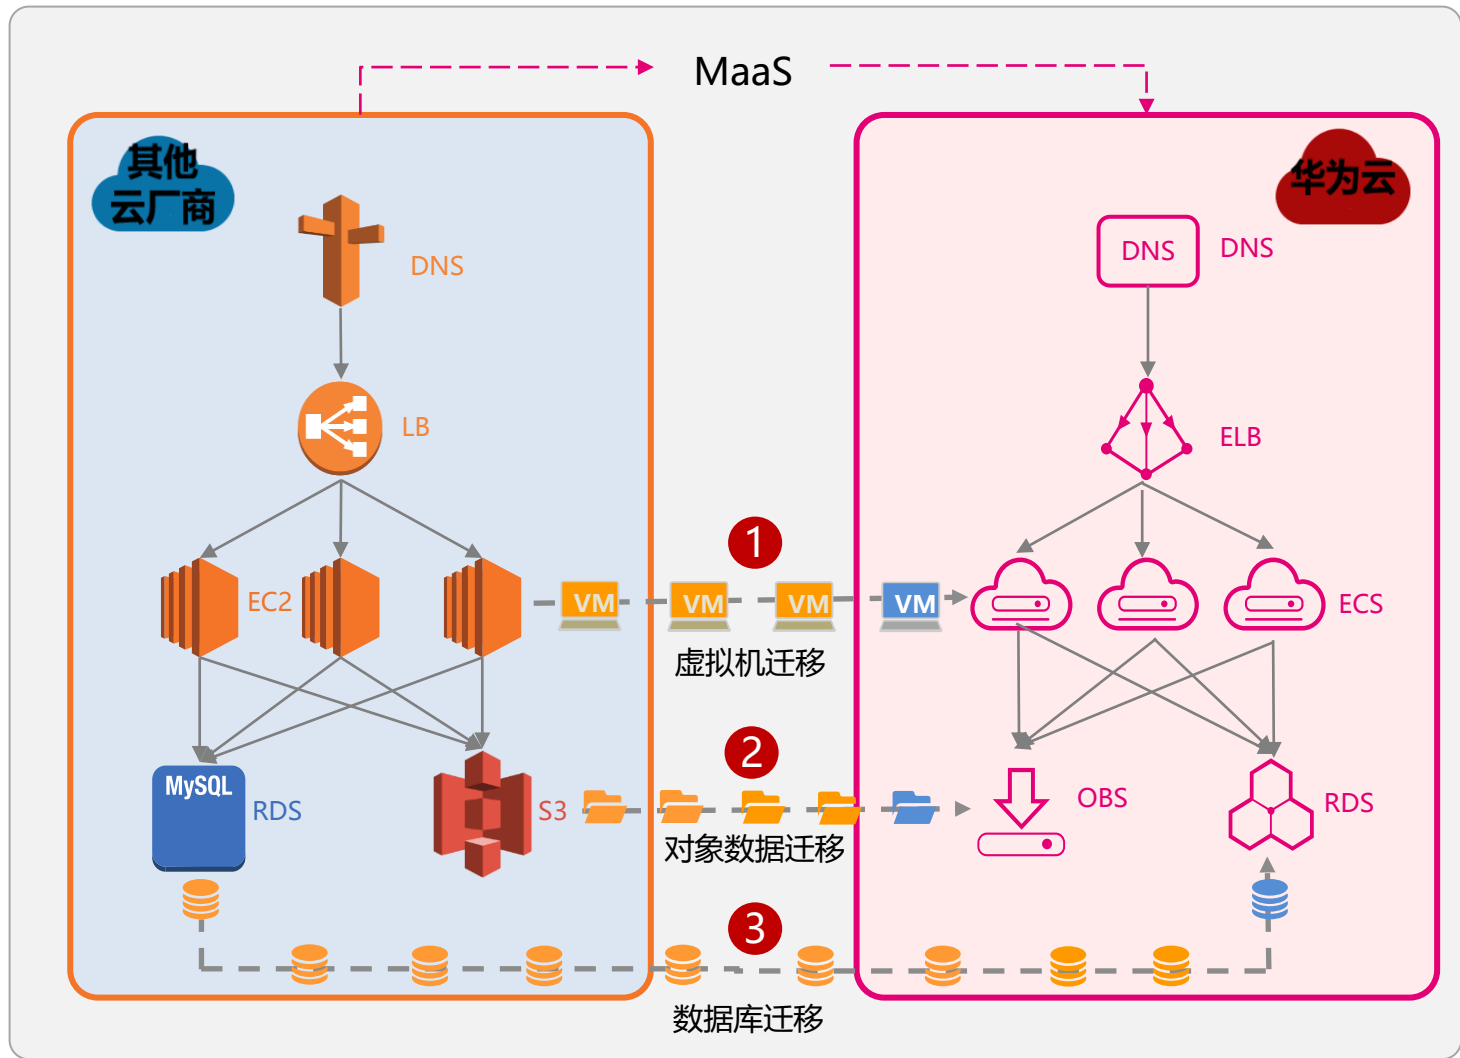 MaaS
其他
云厂商
华为云
DNS
DNS
DNS
LB
ELB
1
EC2
VM
VM
VM
VM
ECS
虚拟机迁移
2
MySQL
RDS
S3
OBS
RDS
对象数据迁移
3
数据库迁移